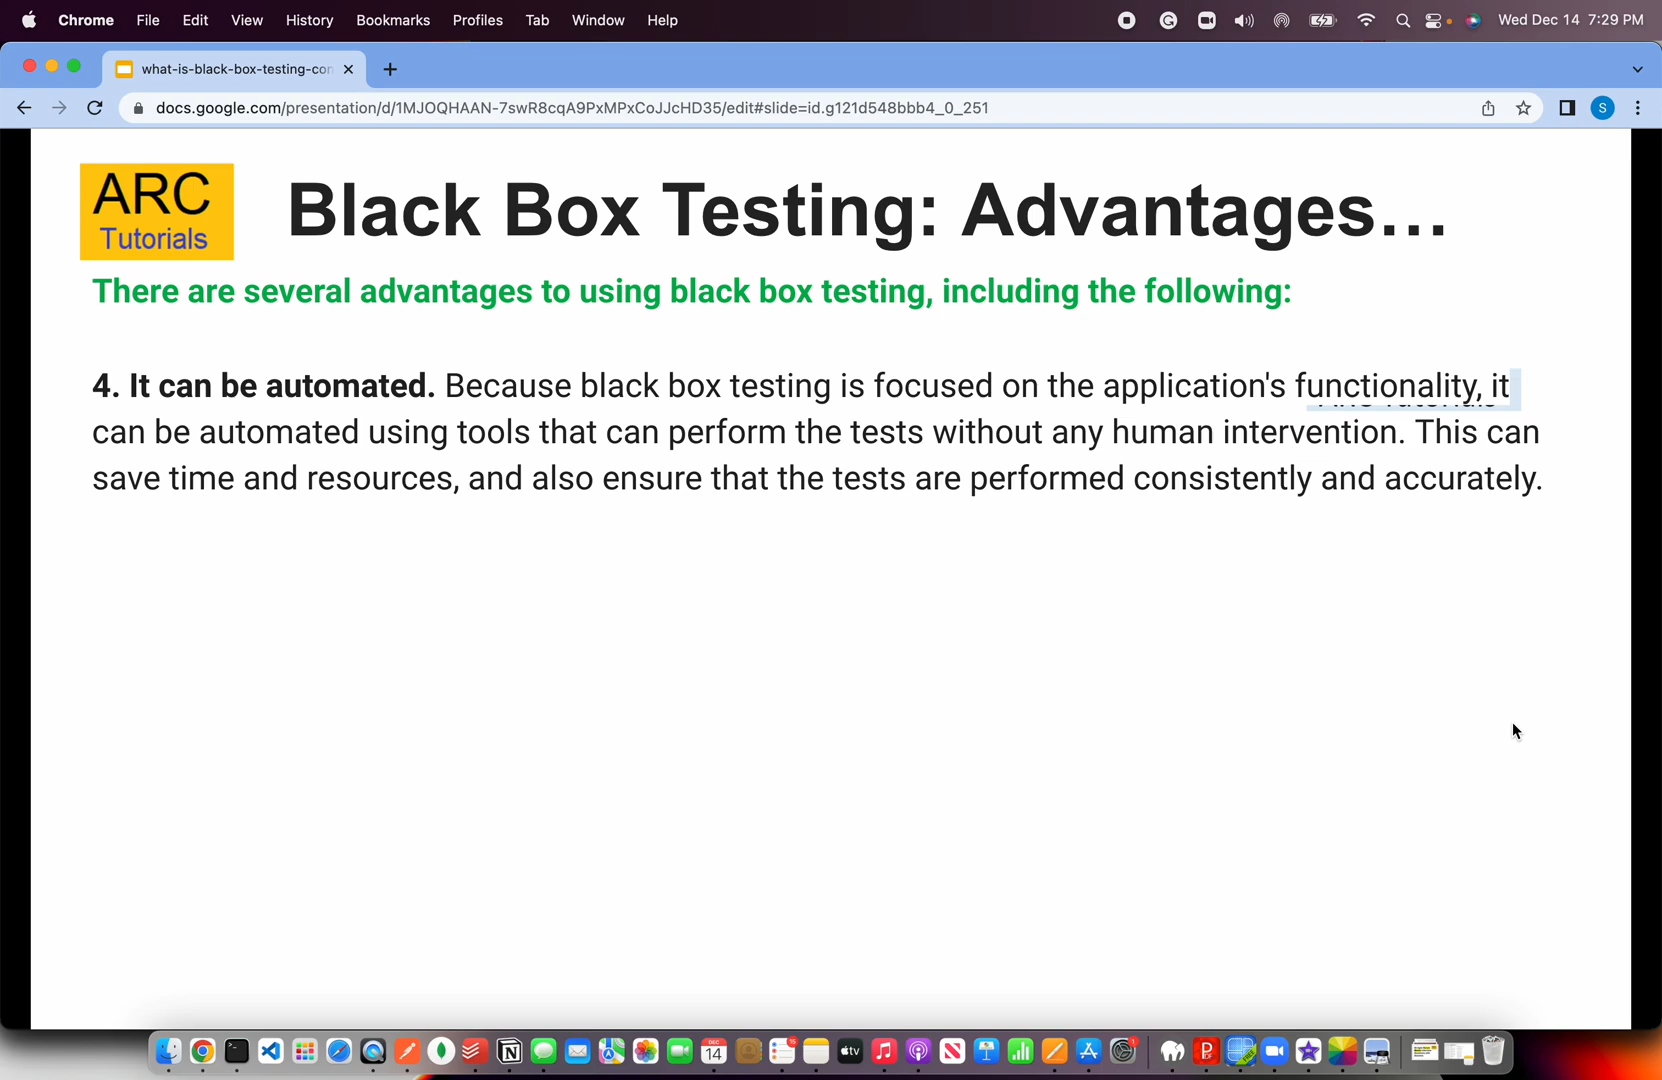 Chrome File Edit View History Bookmarks Profiles Tab Window Help Wed Dec 14 7:29 PM
what-is-black-box-testing-con
docs.google.com/presentation/d/1MJOQHAAN-7swR8cqA9PxMPxCoJJcHD35/edit#slide=id.g121d548bbb4_0_251 S
ARC
Tutorials
Black Box Testing: Advantages...
There are several advantages to using black box testing, including the following:
4. It can be automated. Because black box testing is focused on the application's functionality, it
can be automated using tools that can perform the tests without any human intervention. This can
save time and resources, and also ensure that the tests are performed consistently and accurately.
DEC
14
tv